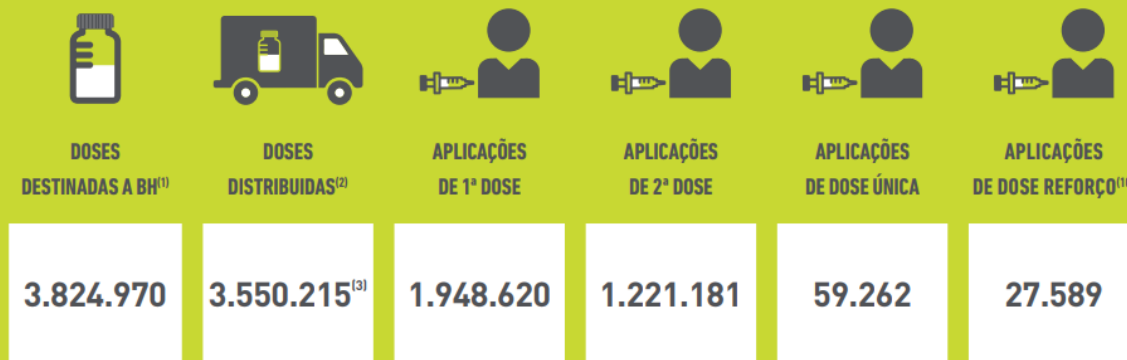 DOSES
DESTINADAS A BH(1)
3.824.970
DOSES
DISTRIBUIDAS(2)
3.550.215(3)
APLICAÇÕES
DE 1ª DOSE
1.948.620
APLICAÇÕES
DE 2ª DOSE
1.221.181
APLICAÇÕES
DE DOSE ÚNICA
59.262
APLICAÇÕES
DE DOSE REFORÇO
27.589